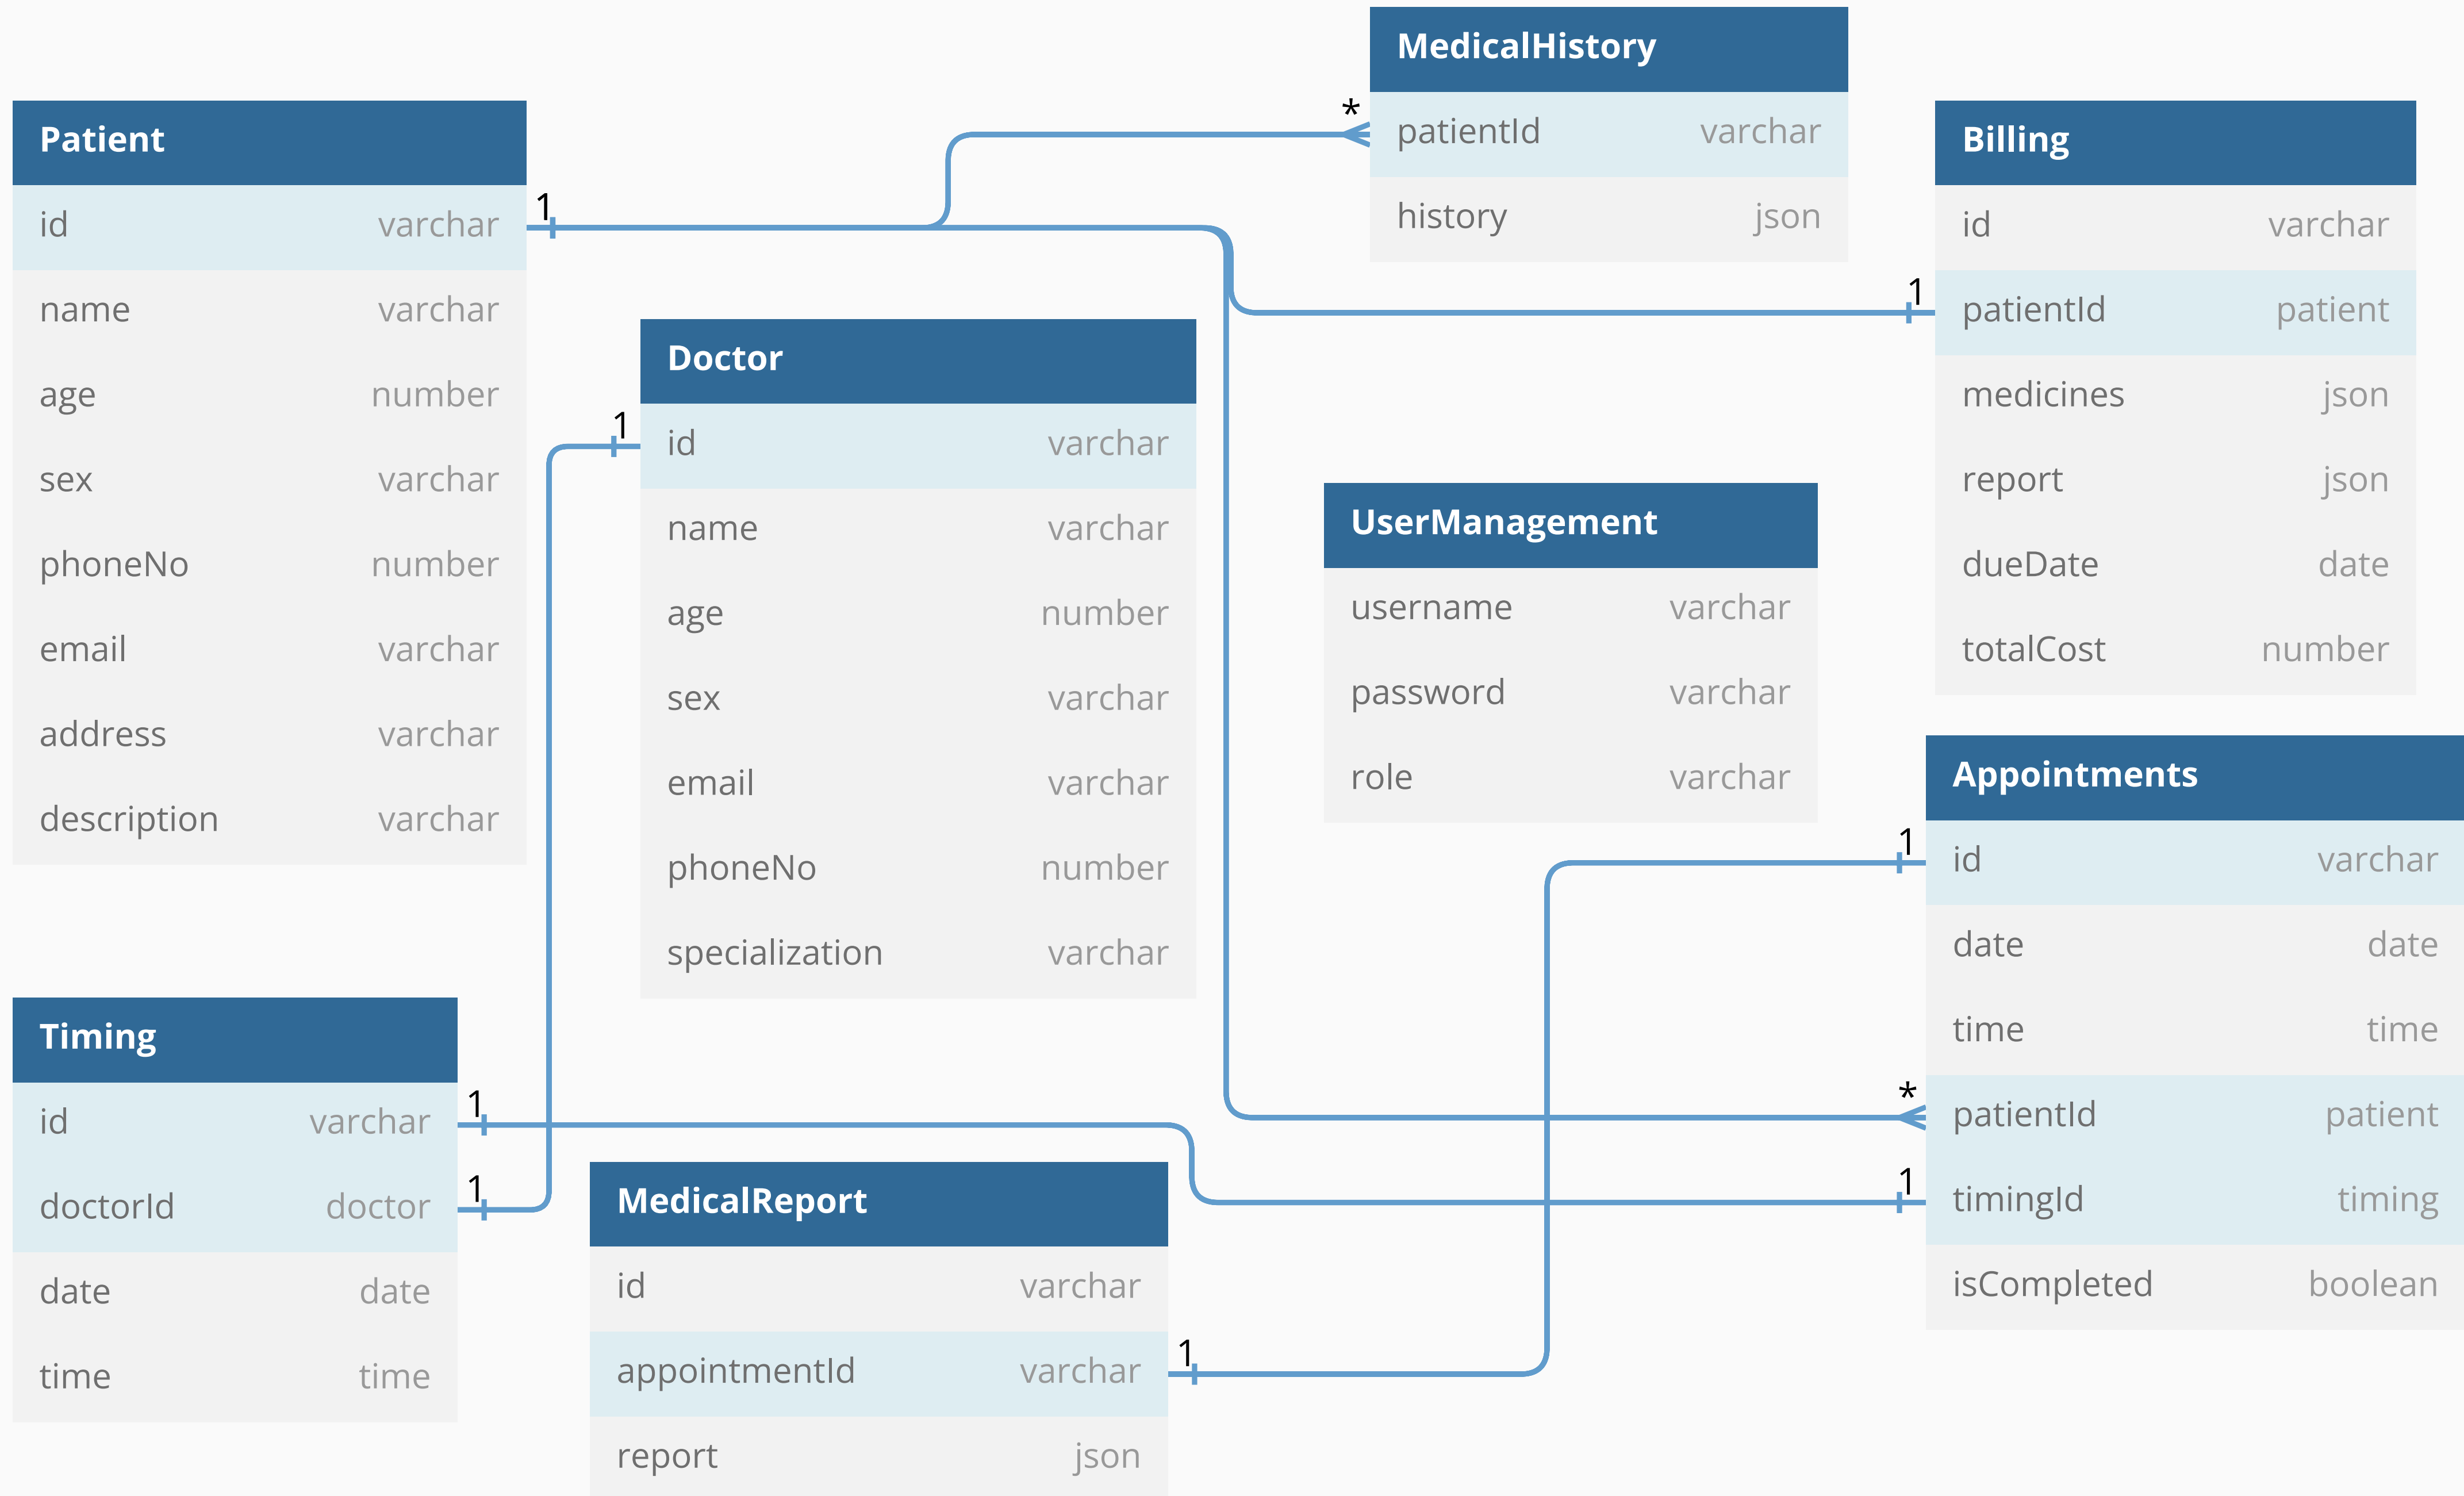 MedicalHistory
*
patientId varchar
history json
Patient
1
id varchar
name varchar
age number
sex varchar
phoneNo number
email varchar
address varchar
description varchar
Billing
id varchar
1
patientId patient
medicines json
report json
dueDate date
totalCost number
Doctor
1
id varchar
name varchar
age number
sex varchar
email varchar
phoneNo number
specialization varchar
UserManagement
username varchar
password varchar
role varchar
Appointments
1
id varchar
date date
time time
*
patientId patient
1
timingId timing
isCompleted boolean
Timing
1
id varchar
1
doctorId doctor
date date
time time
MedicalReport
id varchar
1
appointmentId varchar
report json